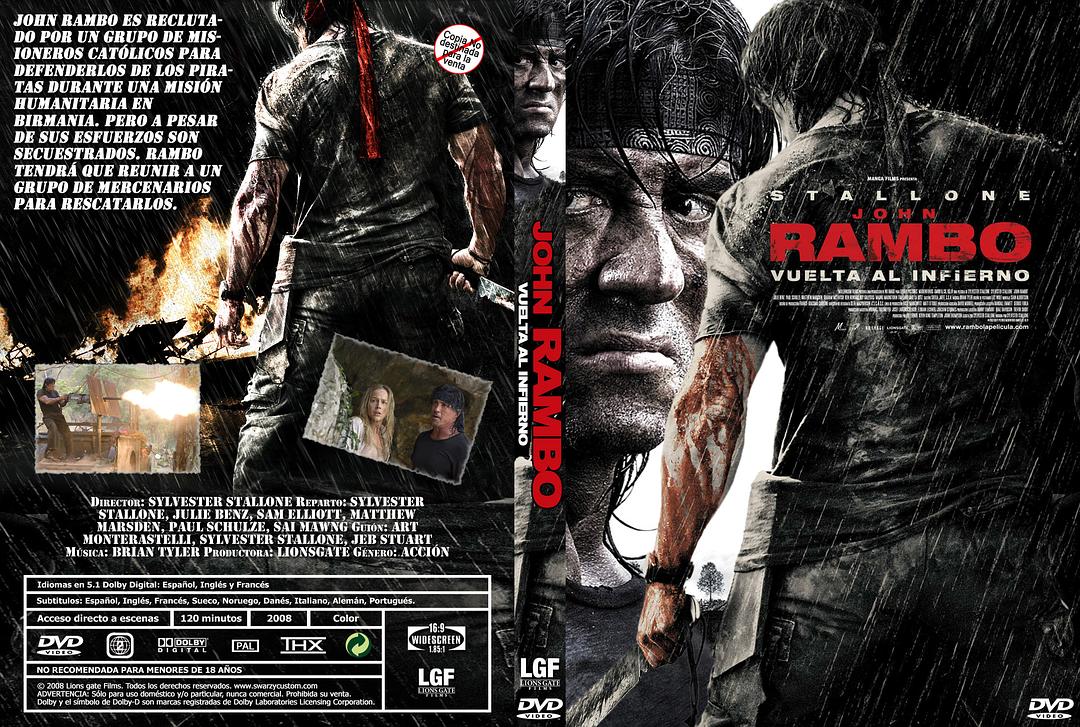 JOHN RAMBO ES RECLUTA-
DO POR UN GRUPO DE MIS-
IONEROS CATÓLICOS PARA
DEFENDERLOS DE LOS PIRA-
TAS DURANTE UNA MISIÓN
HUMANITARIA EN
BIRMANIA. PERO A PESAR
DE SUS ESFUERZOS SON
SECUESTRADOS. RAMBO
TENDRÁ QUE REUNIR A UN
GRUPO DE MERCENARIOS
PARA RESCATARLOS.
Copia No
destinada
para la
venta
DIRECTOR: SYLVESTER STALLONE REPARTO: SYLVESTER
STALLONE, JULIE BENZ, SAM ELLIOTT, MATTHEW
MARSDEN, PAUL SCHULZE, SAI MAWNG GUION: ART
MONTERASTELLI, SYLVESTER STALLONE, JEB STUART
MÚSICA: BRIAN TYLER PRODUCTORA: LIONSGATE GÉNERO: ACCIÓN
Idiomas en 5.1 Dolby Digital: Español, Inglés y Francés
Subtitulos: Español, Inglés, Francés, Sueco, Noruego, Danés, Italiano, Alemán, Portugués.
Acceso directo a escenas 120 minutos 2008 Color
DVD VIDEO 2 DOLBY DIGITAL PAL THX
NO RECOMENDADA PARA MENORES DE 18 AÑOS
© 2008 Lions gate Films. Todos los derechos reservados. www.swarzycustom.com
ADVERTENCIA: Sólo para uso doméstico y/o particular, nunca comercial. Prohibida su venta.
Dolby y el símbolo de Dolby-D son marcas registradas de Dolby Laboratories Licensing Corporation.
16:9
WIDESCREEN
1.85:1
LGF
LIONS GATE
FILMS
JOHN RAMBO
VUELTA AL INFIERNO
LGF
LIONS GATE
FILMS
DVD
VIDEO
MANGA FILMS PRESENTA
STALLONE
JOHN
RAMBO
VUELTA AL INFIERNO
LIONSGATE
www.rambolapelicula.com
DVD
VIDEO